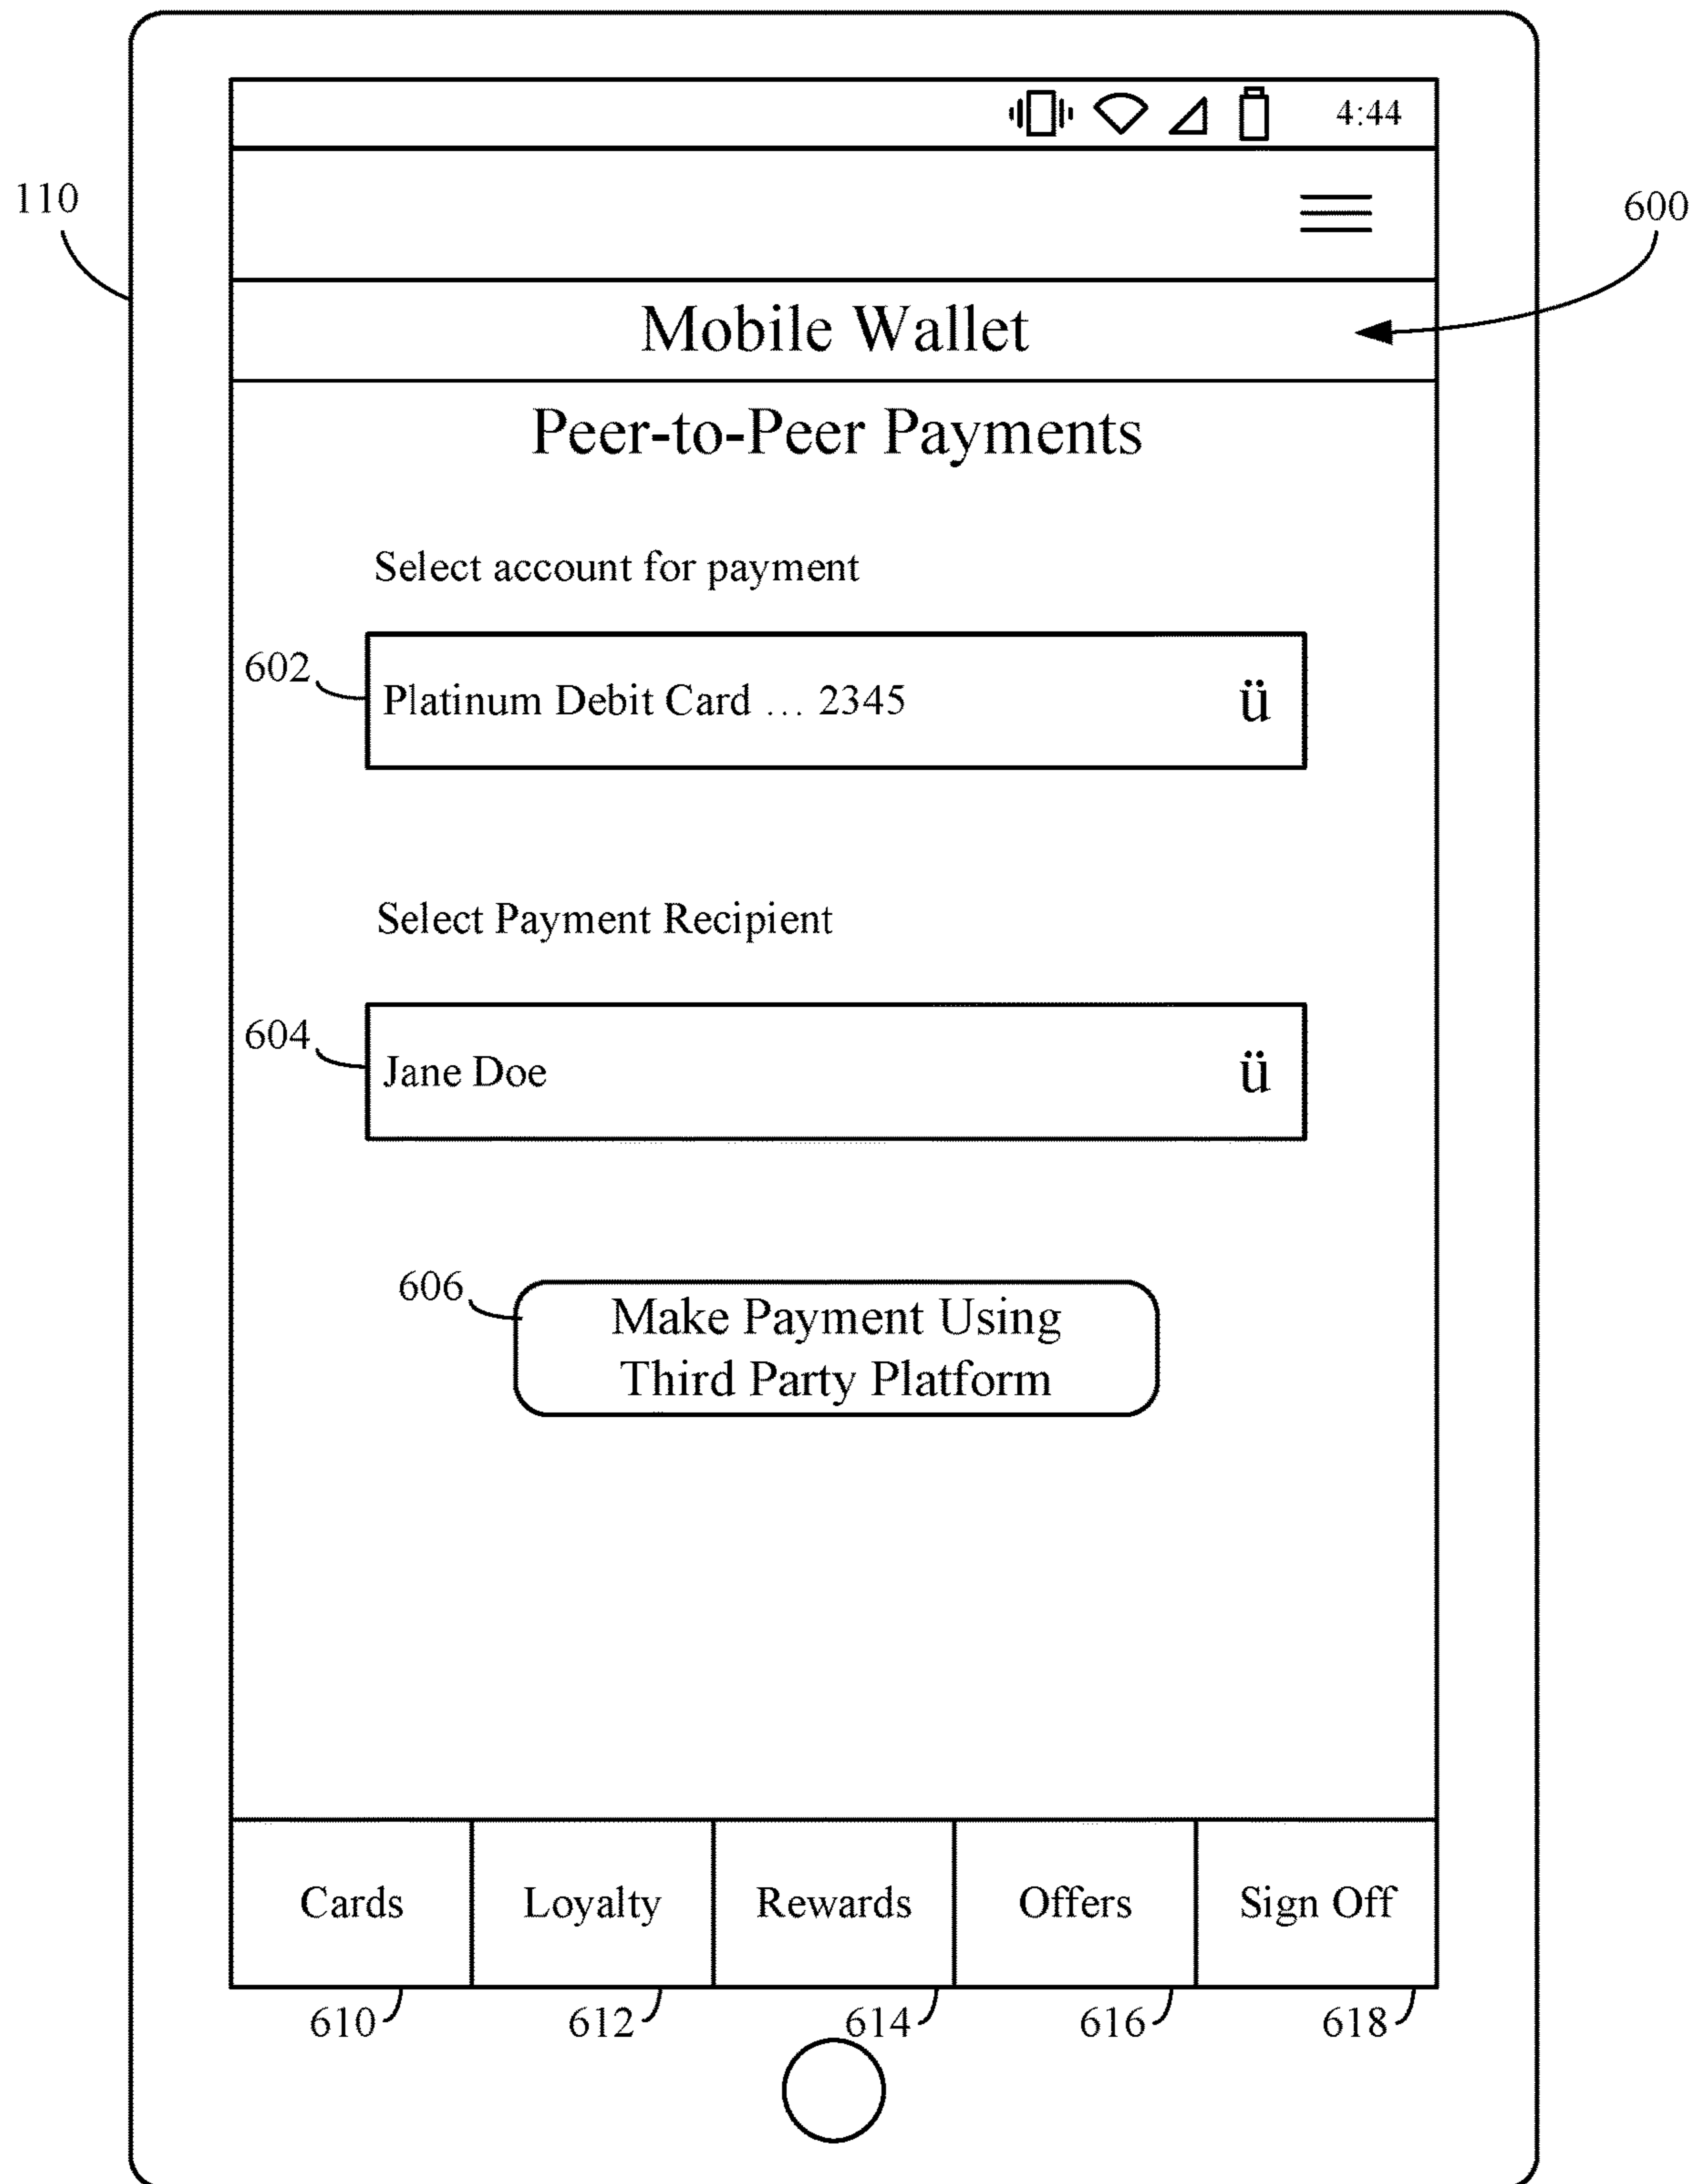 4:44
110
600
Mobile Wallet
Peer-to-Peer Payments
Select account for payment
602
Platinum Debit Card ... 2345 ü
Select Payment Recipient
604
Jane Doe ü
606
Make Payment Using
Third Party Platform
Cards Loyalty Rewards Offers Sign Off
610 612 614 616 618